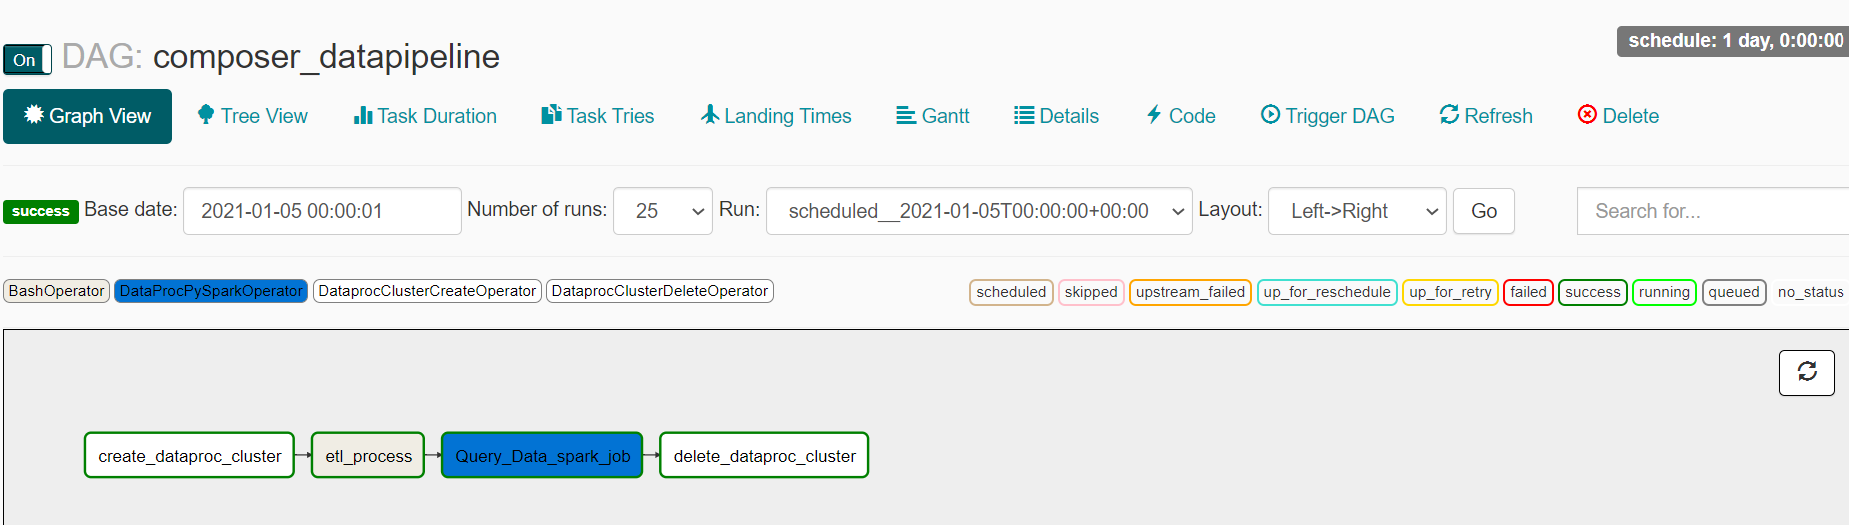 schedule: 1 day, 0:00:00
On DAG: composer_datapipeline
Graph View Tree View Task Duration Task Tries Landing Times Gantt Details Code Trigger DAG Refresh Delete
success Base date: 2021-01-05 00:00:01 Number of runs: 25 Run: scheduled__2021-01-05T00:00:00+00:00 Layout: Left->Right Go Search for...
BashOperator DataProcPySparkOperator DataprocClusterCreateOperator DataprocClusterDeleteOperator scheduled skipped upstream_failed up_for_reschedule up_for_retry failed success running queued no_status
create_dataproc_cluster etl_process Query_Data_spark_job delete_dataproc_cluster